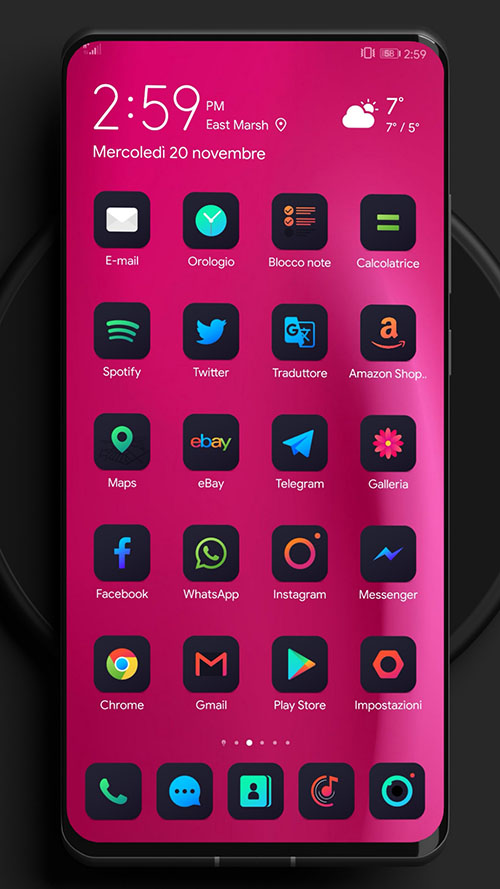 58 2:59
2:59 PM
East Marsh
Mercoledì 20 novembre
7°
7° / 5°
E-mail Orologio Blocco note Calcolatrice
Spotify Twitter Traduttore Amazon Shop..
ebay
Maps eBay Telegram Galleria
Facebook WhatsApp Instagram Messenger
Chrome Gmail Play Store Impostazioni